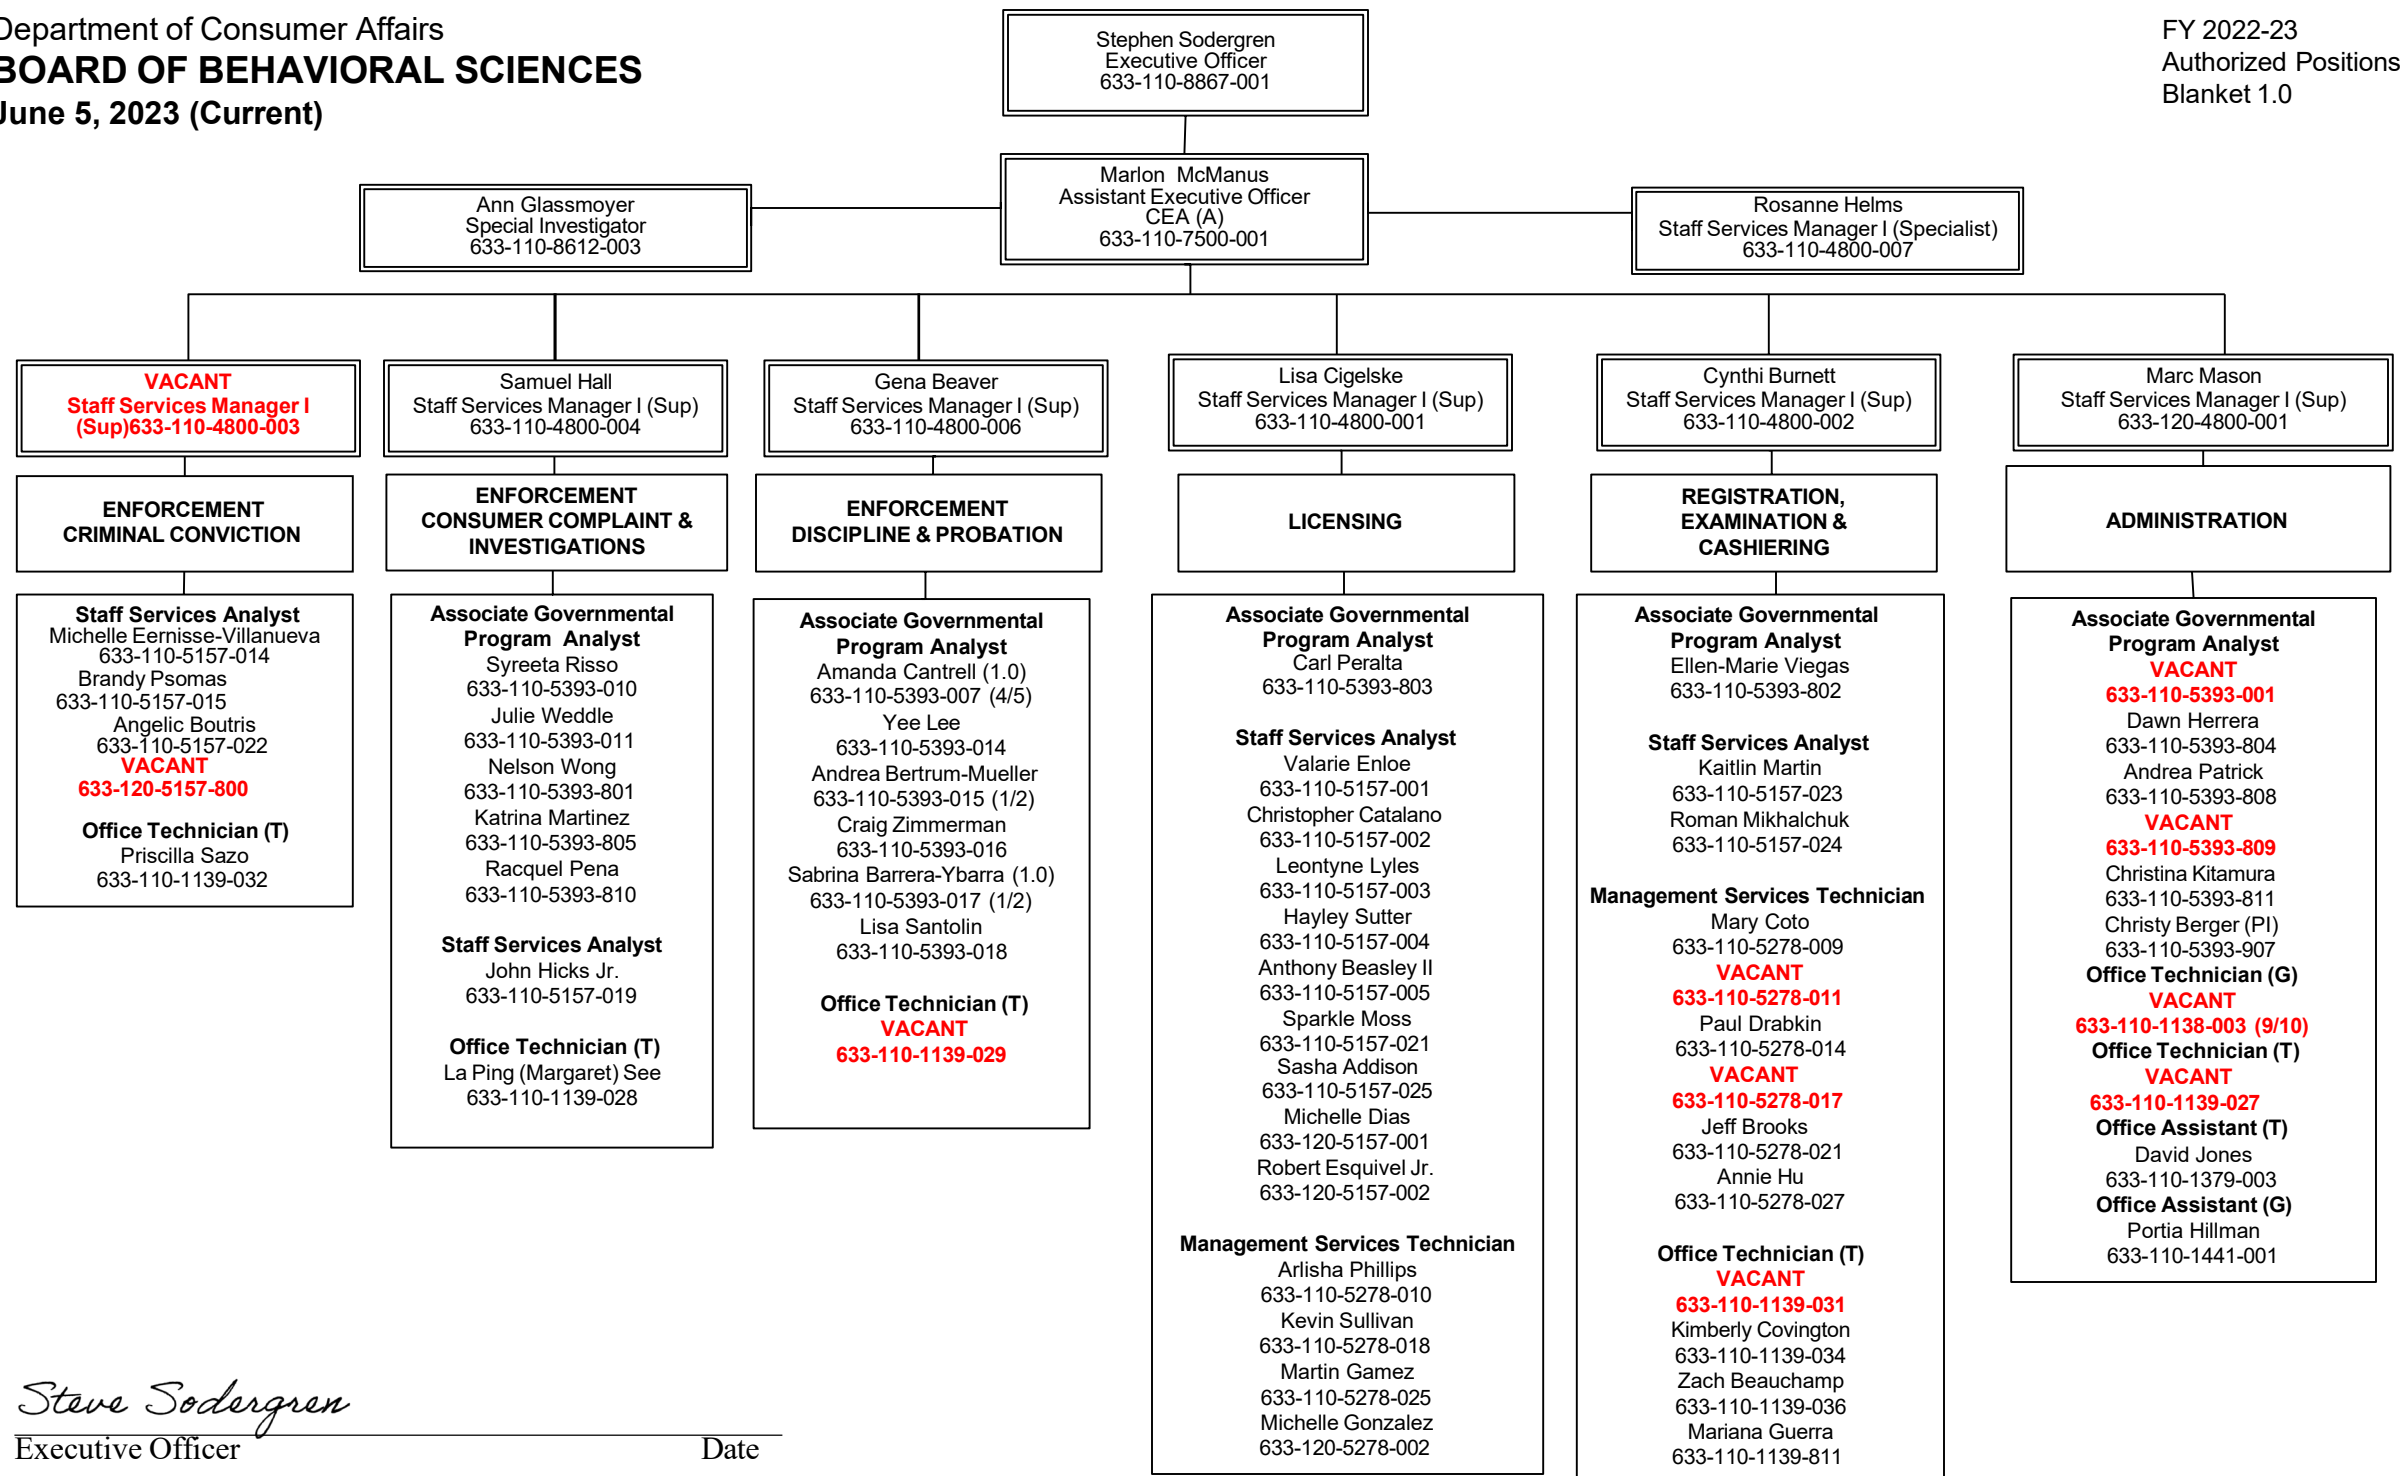 Department of Consumer Affairs
BOARD OF BEHAVIORAL SCIENCES
June 5, 2023 (Current)
FY 2022-23
Authorized Positions
Blanket 1.0
Stephen Sodergren
Executive Officer
633-110-8867-001
Marlon McManus
Assistant Executive Officer
CEA (A)
633-110-7500-001
Ann Glassmoyer
Special Investigator
633-110-8612-003
Rosanne Helms
Staff Services Manager I (Specialist)
633-110-4800-007
VACANT
Staff Services Manager I
(Sup)633-110-4800-003
Samuel Hall
Staff Services Manager I (Sup)
633-110-4800-004
Gena Beaver
Staff Services Manager I (Sup)
633-110-4800-006
Lisa Cigelske
Staff Services Manager I (Sup)
633-110-4800-001
Cynthi Burnett
Staff Services Manager I (Sup)
633-110-4800-002
Marc Mason
Staff Services Manager I (Sup)
633-120-4800-001
ENFORCEMENT
CRIMINAL CONVICTION
ENFORCEMENT
CONSUMER COMPLAINT &
INVESTIGATIONS
ENFORCEMENT
DISCIPLINE & PROBATION
LICENSING
REGISTRATION,
EXAMINATION &
CASHIERING
ADMINISTRATION
Staff Services Analyst
Michelle Eernisse-Villanueva
633-110-5157-014
Brandy Psomas
633-110-5157-015
Angelic Boutris
633-110-5157-022
VACANT
633-120-5157-800
Office Technician (T)
Priscilla Sazo
633-110-1139-032
Associate Governmental
Program Analyst
Syreeta Risso
633-110-5393-010
Julie Weddle
633-110-5393-011
Nelson Wong
633-110-5393-801
Katrina Martinez
633-110-5393-805
Racquel Pena
633-110-5393-810
Staff Services Analyst
John Hicks Jr.
633-110-5157-019
Office Technician (T)
La Ping (Margaret) See
633-110-1139-028
Associate Governmental
Program Analyst
Amanda Cantrell (1.0)
633-110-5393-007 (4/5)
Yee Lee
633-110-5393-014
Andrea Bertrum-Mueller
633-110-5393-015 (1/2)
Craig Zimmerman
633-110-5393-016
Sabrina Barrera-Ybarra (1.0)
633-110-5393-017 (1/2)
Lisa Santolin
633-110-5393-018
Office Technician (T)
VACANT
633-110-1139-029
Associate Governmental
Program Analyst
Carl Peralta
633-110-5393-803
Staff Services Analyst
Valarie Enloe
633-110-5157-001
Christopher Catalano
633-110-5157-002
Leontyne Lyles
633-110-5157-003
Hayley Sutter
633-110-5157-004
Anthony Beasley II
633-110-5157-005
Sparkle Moss
633-110-5157-021
Sasha Addison
633-110-5157-025
Michelle Dias
633-120-5157-001
Robert Esquivel Jr.
633-120-5157-002
Management Services Technician
Arlisha Phillips
633-110-5278-010
Kevin Sullivan
633-110-5278-018
Martin Gamez
633-110-5278-025
Michelle Gonzalez
633-120-5278-002
Associate Governmental
Program Analyst
Ellen-Marie Viegas
633-110-5393-802
Staff Services Analyst
Kaitlin Martin
633-110-5157-023
Roman Mikhalchuk
633-110-5157-024
Management Services Technician
Mary Coto
633-110-5278-009
VACANT
633-110-5278-011
Paul Drabkin
633-110-5278-014
VACANT
633-110-5278-017
Jeff Brooks
633-110-5278-021
Annie Hu
633-110-5278-027
Office Technician (T)
VACANT
633-110-1139-031
Kimberly Covington
633-110-1139-034
Zach Beauchamp
633-110-1139-036
Mariana Guerra
633-110-1139-811
Associate Governmental
Program Analyst
VACANT
633-110-5393-001
Dawn Herrera
633-110-5393-804
Andrea Patrick
633-110-5393-808
VACANT
633-110-5393-809
Christina Kitamura
633-110-5393-811
Christy Berger (PI)
633-110-5393-907
Office Technician (G)
VACANT
633-110-1138-003 (9/10)
Office Technician (T)
VACANT
633-110-1139-027
Office Assistant (T)
David Jones
633-110-1379-003
Office Assistant (G)
Portia Hillman
633-110-1441-001
Steve Sodergren
Executive Officer Date